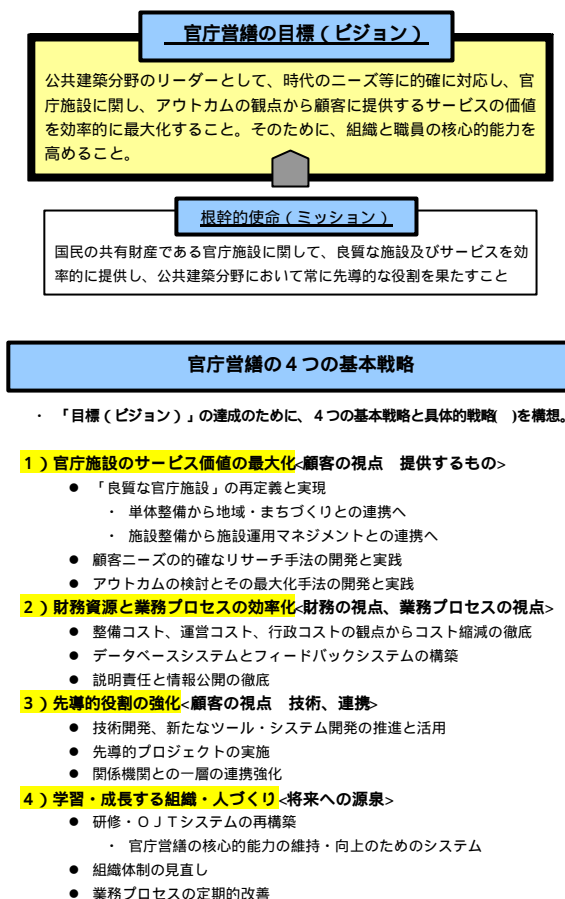 官庁営繕の目標（ビジョン）
公共建築分野のリーダーとして、時代のニーズ等に的確に対応し、官
庁施設に関し、アウトカムの観点から顧客に提供するサービスの価値
を効率的に最大化すること。そのために、組織と職員の核心的能力を
高めること。
根幹的使命（ミッション）
国民の共有財産である官庁施設に関して、良質な施設及びサービスを効
率的に提供し、公共建築分野において常に先導的な役割を果たすこと
官庁営繕の４つの基本戦略
・ 「目標（ビジョン）」の達成のために、４つの基本戦略と具体的戦略( )を構想。
１）官庁施設のサービス価値の最大化<顧客の視点 提供するもの>
● 「良質な官庁施設」の再定義と実現
・ 単体整備から地域・まちづくりとの連携へ
・ 施設整備から施設運用マネジメントとの連携へ
● 顧客ニーズの的確なリサーチ手法の開発と実践
● アウトカムの検討とその最大化手法の開発と実践
２）財務資源と業務プロセスの効率化<財務の視点、業務プロセスの視点>
● 整備コスト、運営コスト、行政コストの観点からコスト縮減の徹底
● データベースシステムとフィードバックシステムの構築
● 説明責任と情報公開の徹底
３）先導的役割の強化<顧客の視点 技術、連携>
● 技術開発、新たなツール・システム開発の推進と活用
● 先導的プロジェクトの実施
● 関係機関との一層の連携強化
４）学習・成長する組織・人づくり<将来への源泉>
● 研修・ＯＪＴシステムの再構築
・ 官庁営繕の核心的能力の維持・向上のためのシステム
● 組織体制の見直し
● 業務プロセスの定期的改善